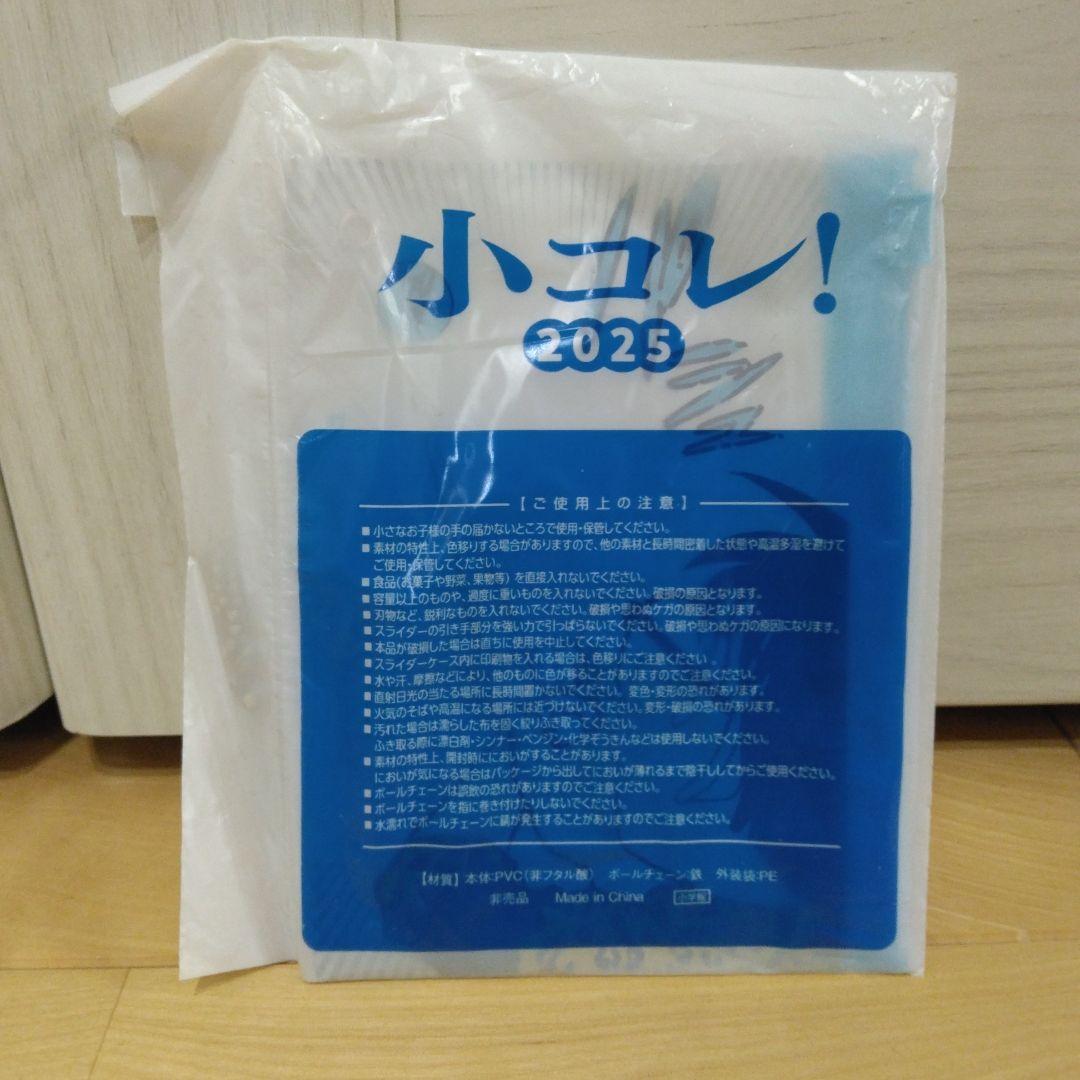 小コレ!
2025
【ご使用上の注意】
■小さなお子様の手の届かないところで使用・保管してください。
■素材の特性上、色移りする場合がありますので、他の素材と長時間密着した状態や高温多湿を避けて
ご使用・保管してください。
■食品(お菓子や野菜、果物等)を直接入れないでください。
■容量以上のものや、過度に重いものを入れないでください。破損の原因となります。
■刃物など、鋭利なものを入れないでください。破損や思わぬケガの原因となります。
■スライダーの引き手部分を強い力で引っぱらないでください。破損や思わぬケガの原因になります。
■本品が破損した場合は直ちに使用を中止してください。
■スライダーケース内に印刷物を入れる場合は、色移りにご注意ください。
■水や汗、摩擦などにより、他のものに色が移ることがありますのでご注意ください。
■直射日光の当たる場所に長時間置かないでください。変色・変形の恐れがあります。
■火気のそばや高温になる場所には近づけないでください。変形・破損の恐れがあります。
■汚れた場合は濡らした布を固く絞りふき取ってください。
ふき取る際に漂白剤・シンナー・ベンジン・化学ぞうきんなどは使用しないでください。
■素材の特性上、開封時ににおいがすることがあります。
においが気になる場合はパッケージから出してにおいが薄れるまで陰干ししてからご使用ください。
■ボールチェーンは誤飲の恐れがありますのでご注意ください。
■ボールチェーンを指に巻き付けたりしないでください。
■水濡れでボールチェーンに錆が発生することがありますのでご注意ください。
【材質】本体:PVC(非フタル酸) ボールチェーン:鉄 外装袋:PE
非売品 Made in China 小学館